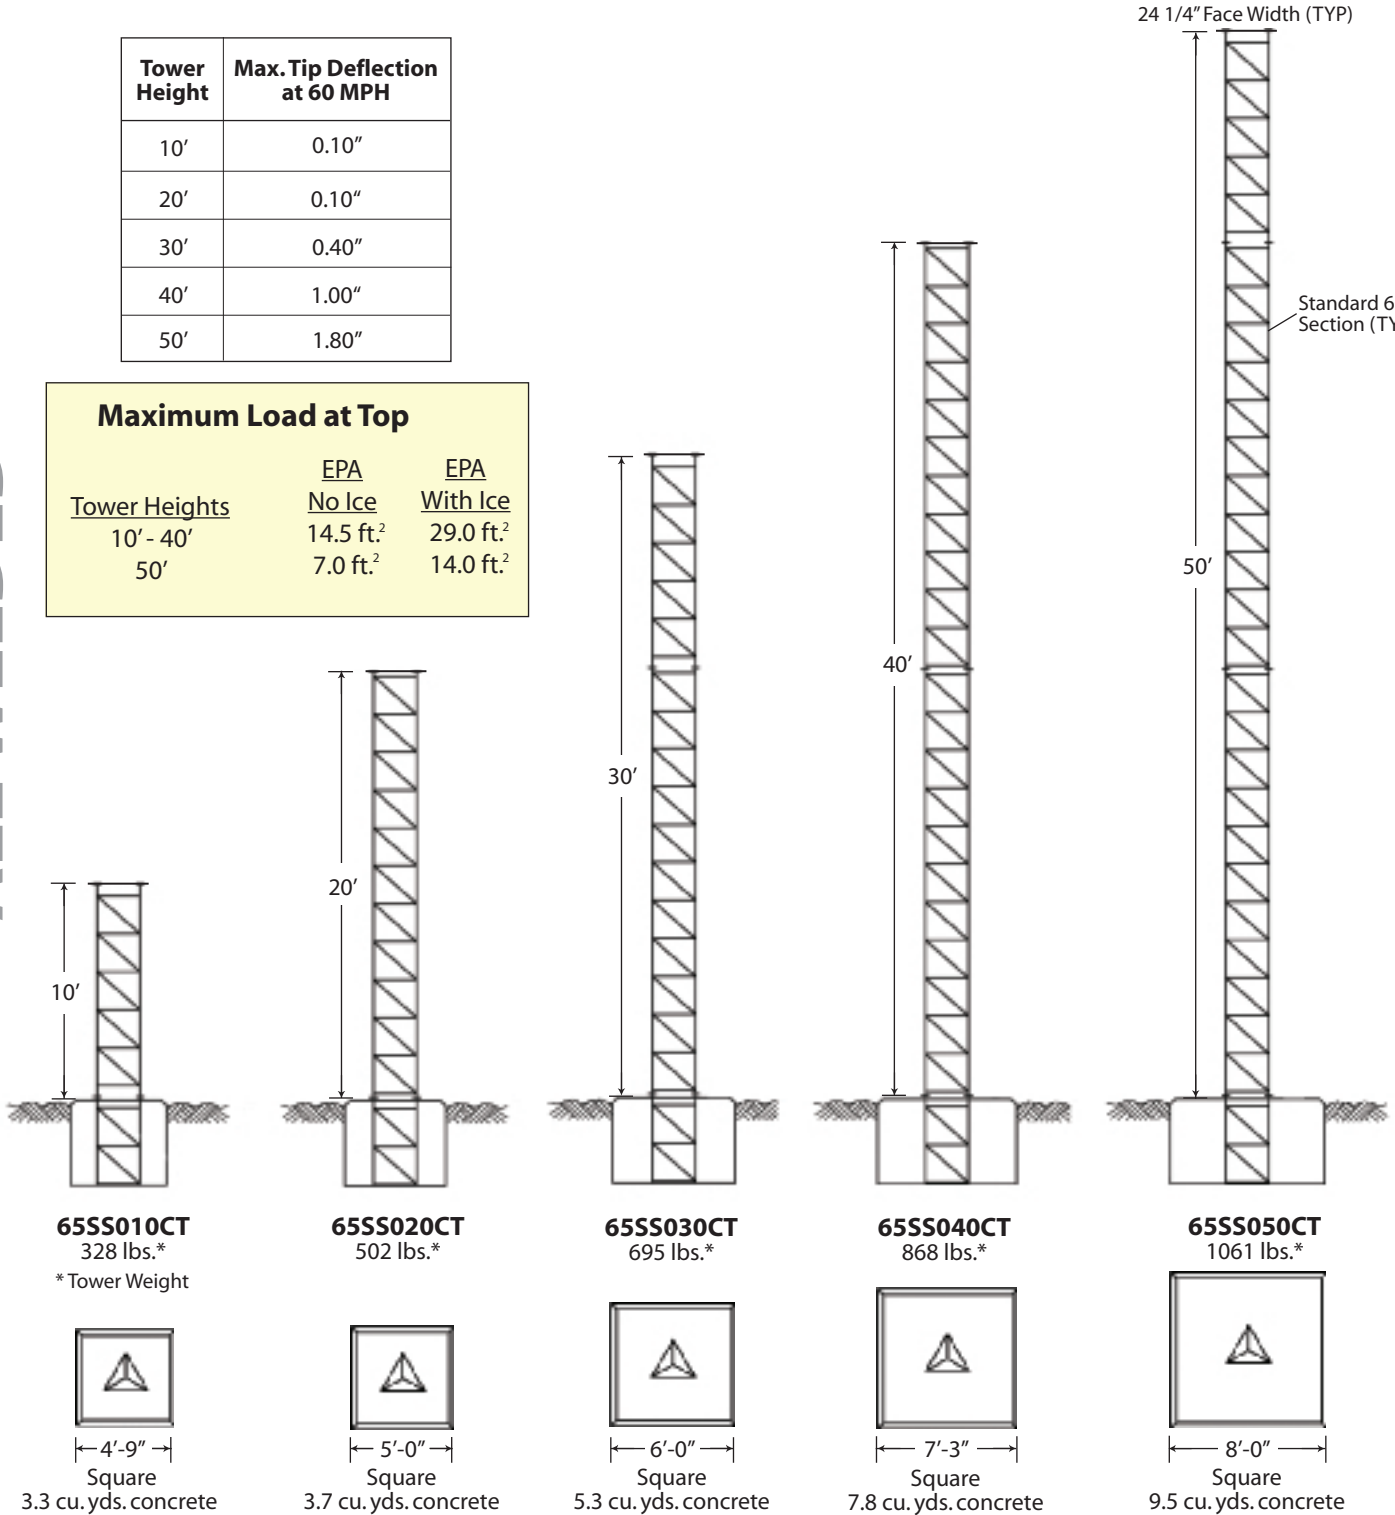 24 1/4” Face Width (TYP)
Tower Height
Max. Tip Deflection at 60 MPH
10’ 0.10”
20’ 0.10“
30’ 0.40”
40’ 1.00“
50’ 1.80”
Maximum Load at Top
EPA EPA
Tower Heights No Ice With Ice
10’ - 40’ 14.5 ft.² 29.0 ft.²
50’ 7.0 ft.² 14.0 ft.²
Standard 6
Section (TY
10’
20’
30’
40’
50’
65SS010CT
328 lbs.*
* Tower Weight
65SS020CT
502 lbs.*
65SS030CT
695 lbs.*
65SS040CT
868 lbs.*
65SS050CT
1061 lbs.*
4’-9”
Square
3.3 cu. yds. concrete
5’-0”
Square
3.7 cu. yds. concrete
6’-0”
Square
5.3 cu. yds. concrete
7’-3”
Square
7.8 cu. yds. concrete
8’-0”
Square
9.5 cu. yds. concrete